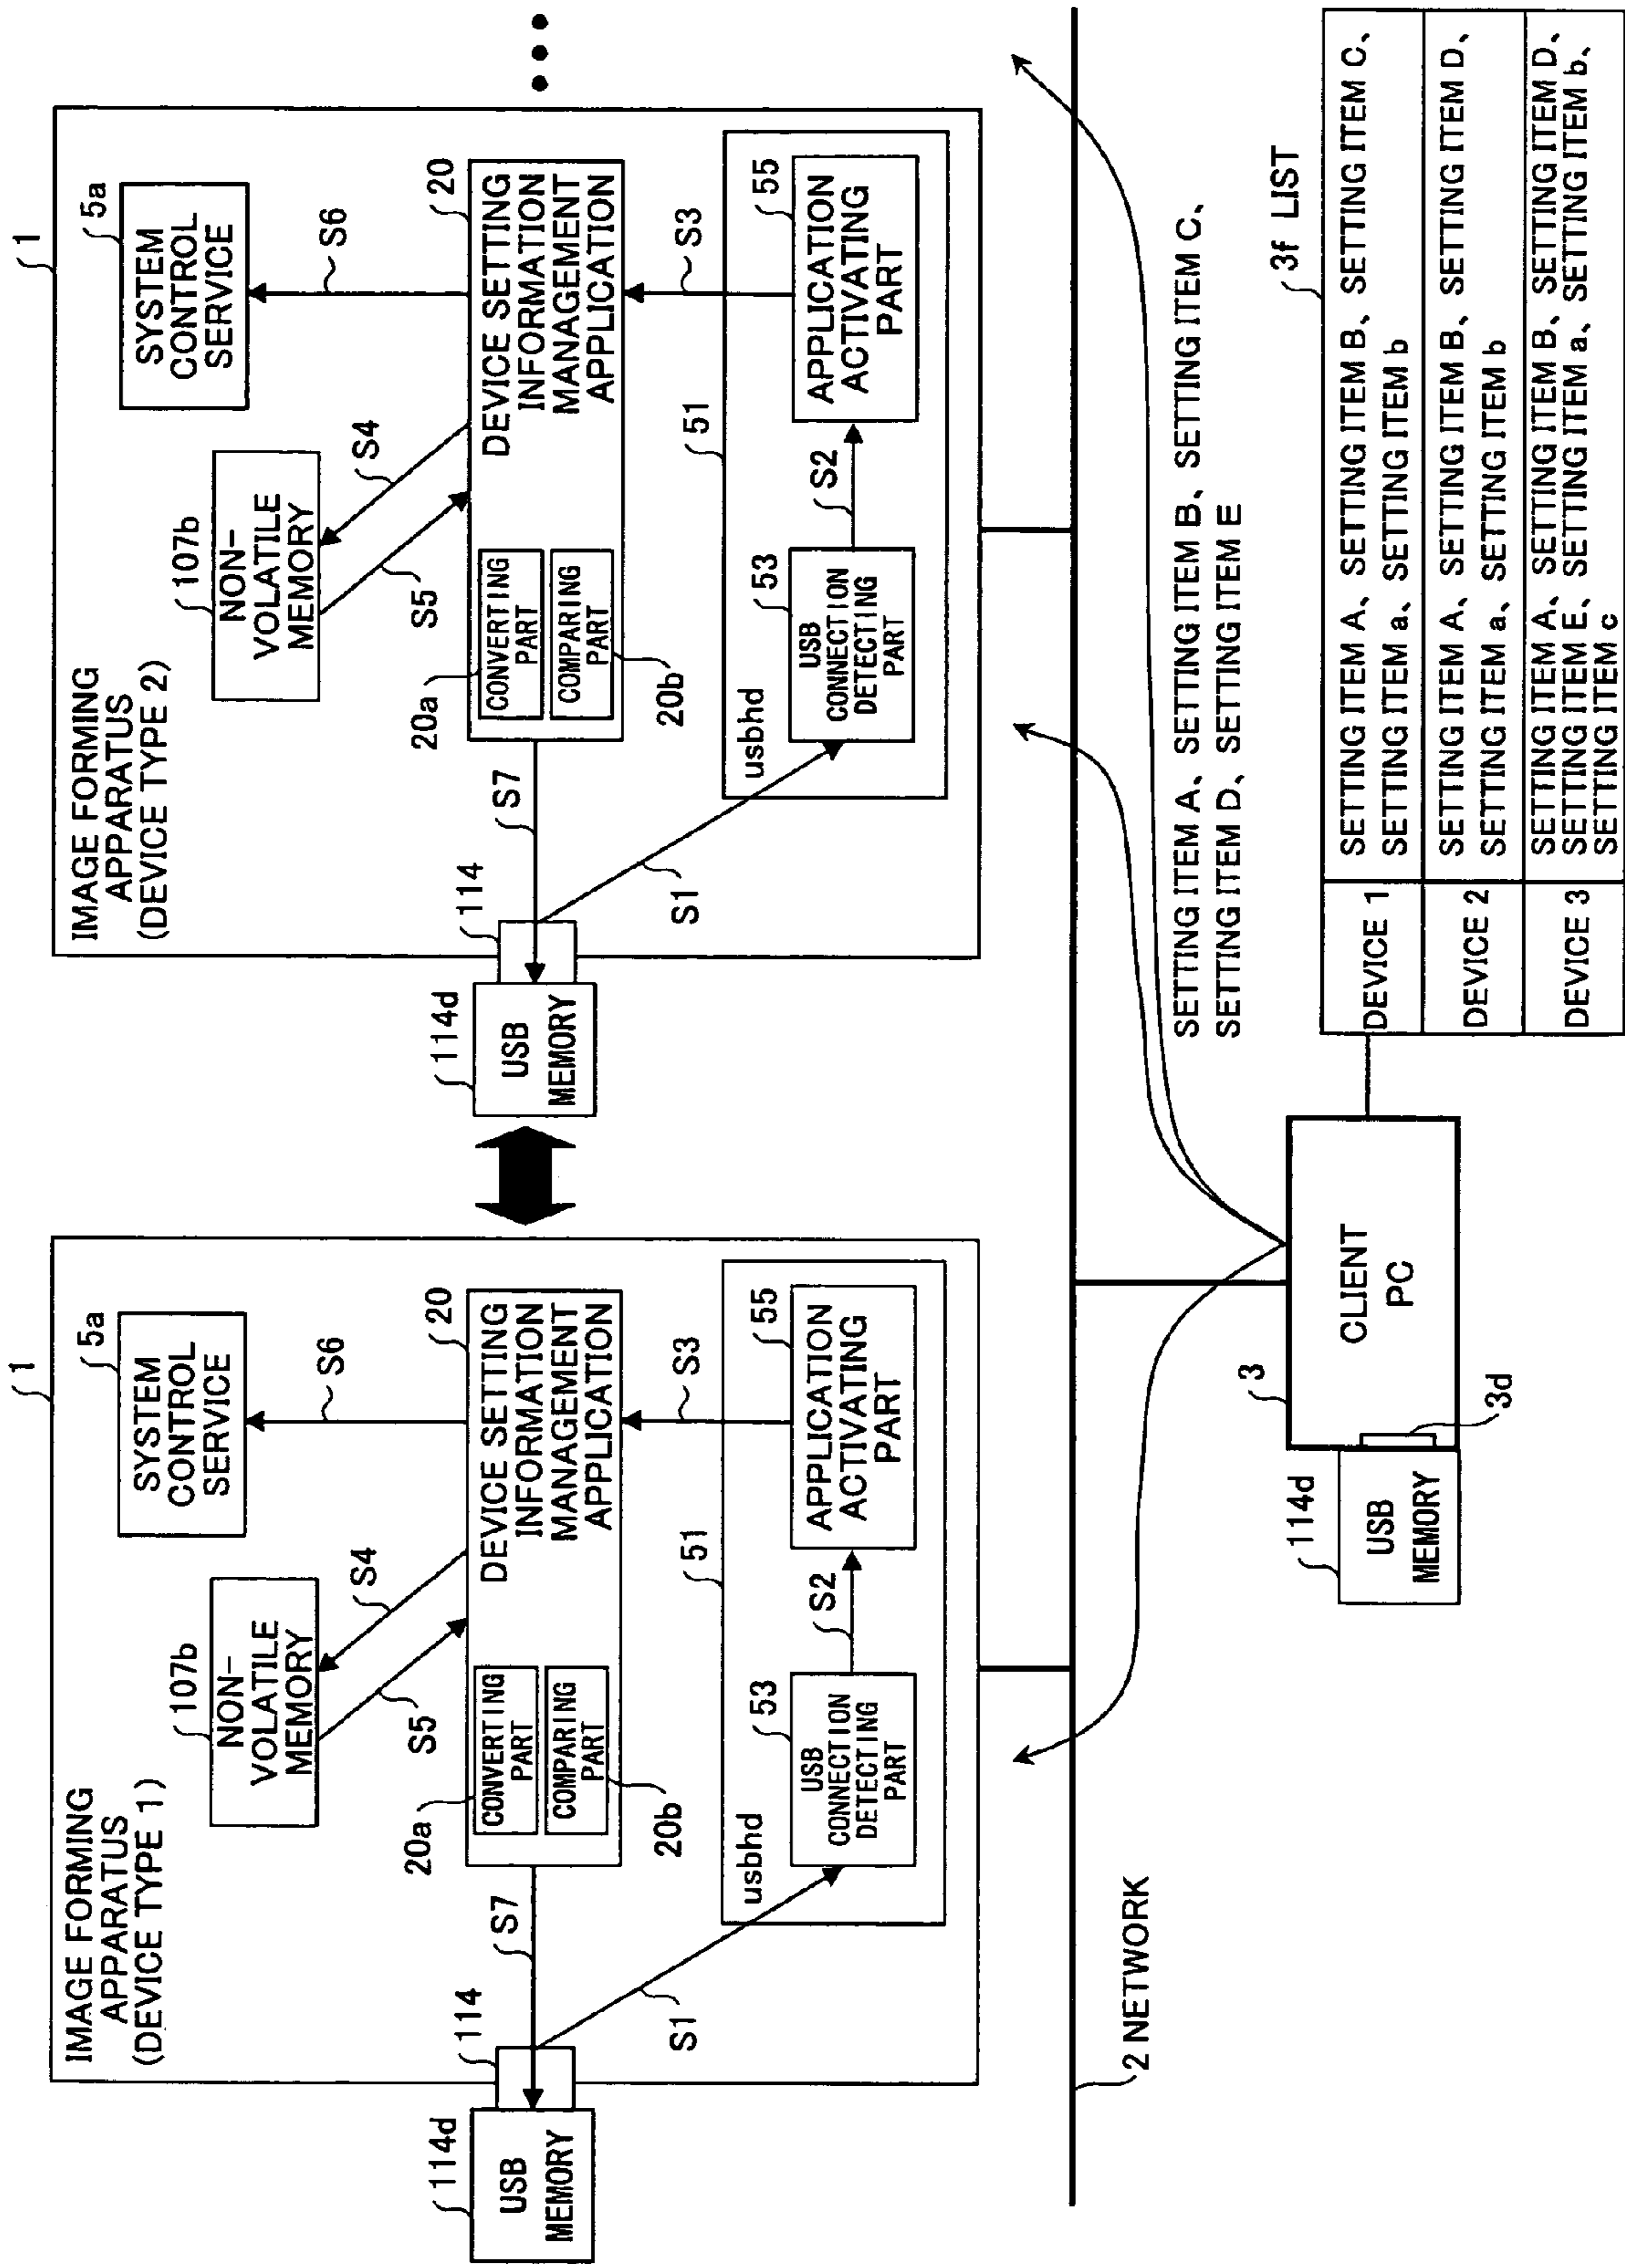 1
IMAGE FORMING
APPARATUS
(DEVICE TYPE 1)
107b
NON-
VOLATILE
MEMORY
5a
SYSTEM
CONTROL
SERVICE
S4
S5
S6
20
DEVICE SETTING
INFORMATION
MANAGEMENT
APPLICATION
20a
CONVERTING
PART
COMPARING
PART
20b
S7
114
114d
USB
MEMORY
S1
S3
51
usbhd
53
USB
CONNECTION
DETECTING
PART
S2
55
APPLICATION
ACTIVATING
PART
1
IMAGE FORMING
APPARATUS
(DEVICE TYPE 2)
107b
NON-
VOLATILE
MEMORY
5a
SYSTEM
CONTROL
SERVICE
S4
S5
S6
20
DEVICE SETTING
INFORMATION
MANAGEMENT
APPLICATION
20a
CONVERTING
PART
COMPARING
PART
20b
S7
114
114d
USB
MEMORY
S1
S3
51
usbhd
53
USB
CONNECTION
DETECTING
PART
S2
55
APPLICATION
ACTIVATING
PART
2 NETWORK
SETTING ITEM A、SETTING ITEM B、SETTING ITEM C、
SETTING ITEM D、SETTING ITEM E
3
CLIENT
PC
3d
114d
USB
MEMORY
3f LIST
DEVICE 1
SETTING ITEM A、SETTING ITEM B、SETTING ITEM C、
SETTING ITEM a、SETTING ITEM b
DEVICE 2
SETTING ITEM A、SETTING ITEM B、SETTING ITEM D、
SETTING ITEM a、SETTING ITEM b
DEVICE 3
SETTING ITEM A、SETTING ITEM B、SETTING ITEM D、
SETTING ITEM E、SETTING ITEM a、SETTING ITEM b、
SETTING ITEM c